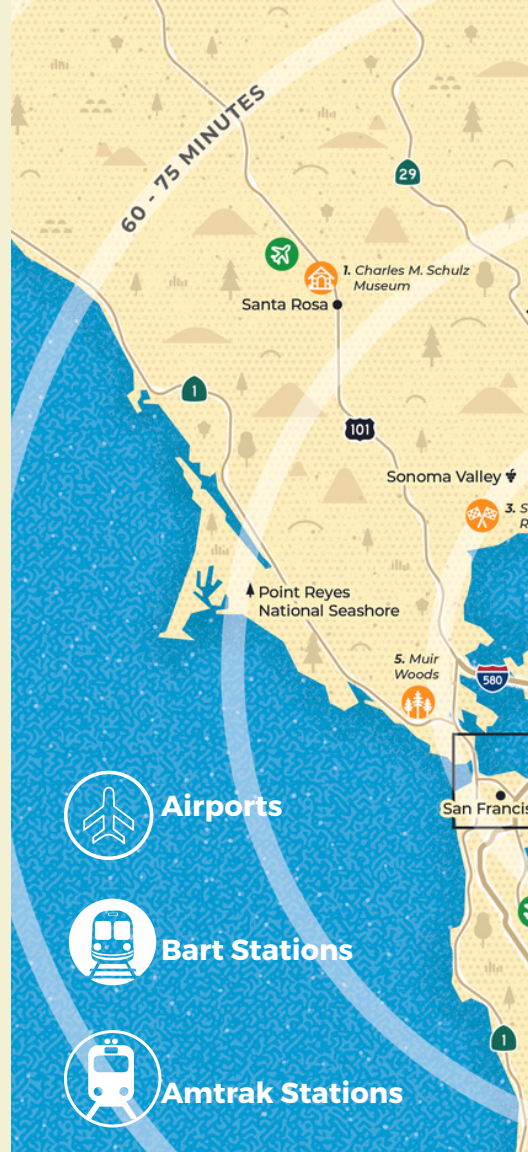 60 - 75 MINUTES
29
1. Charles M. Schulz
Museum
Santa Rosa
1
101
Sonoma Valley
3. S
R
Point Reyes
National Seashore
5. Muir
Woods
580
San Francis
Airports
Bart Stations
1
Amtrak Stations